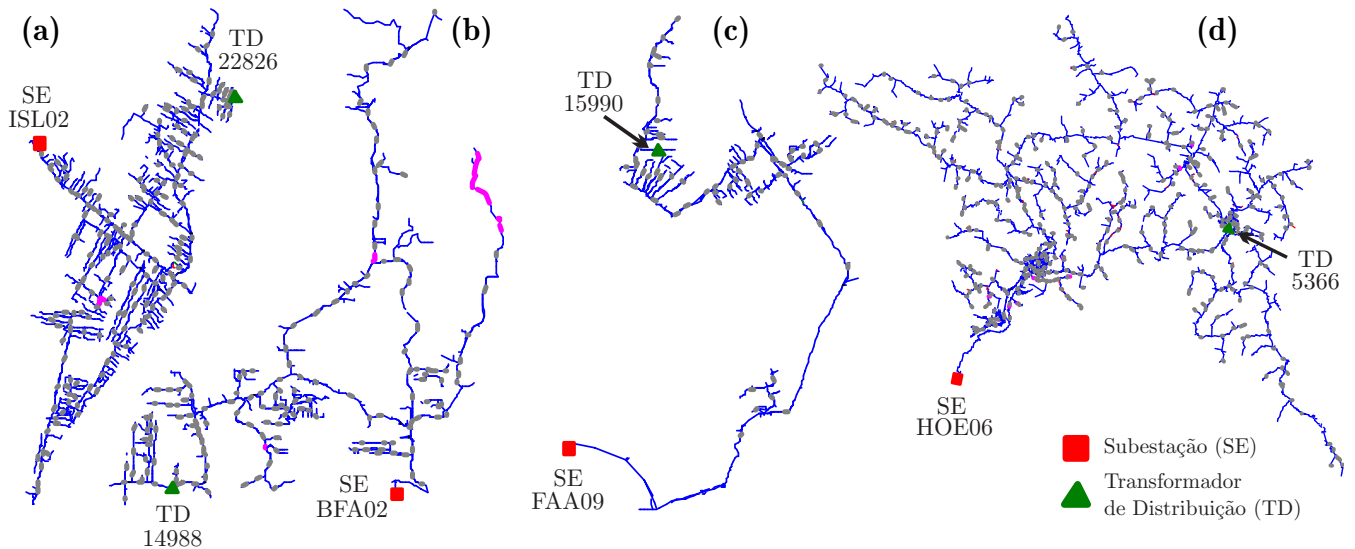 (a)
TD
22826
SE
ISL02
(b)
TD
14988
SE
BFA02
(c)
TD
15990
SE
FAA09
(d)
TD
5366
SE
HOE06
Subestação (SE)
Transformador
de Distribuição (TD)